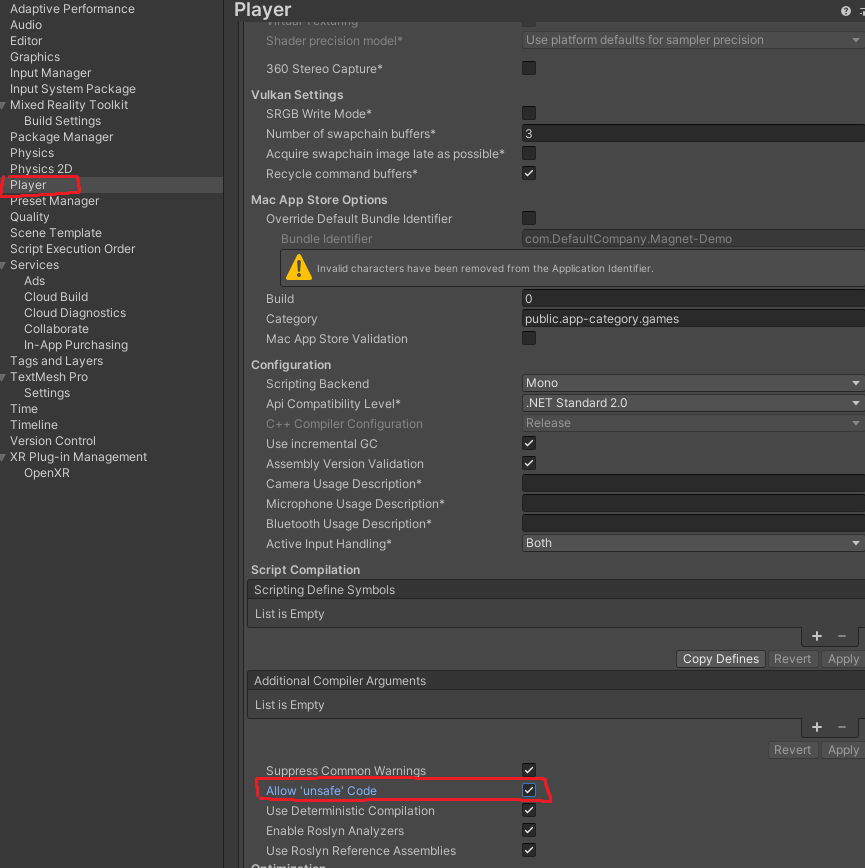 Adaptive Performance
Audio
Editor
Graphics
Input Manager
Input System Package
Mixed Reality Toolkit
Build Settings
Package Manager
Physics
Physics 2D
Player
Preset Manager
Quality
Scene Template
Script Execution Order
Services
Ads
Cloud Build
Cloud Diagnostics
Collaborate
In-App Purchasing
Tags and Layers
TextMesh Pro
Settings
Time
Timeline
Version Control
XR Plug-in Management
OpenXR
Player
Virtual Texturing
Shader precision model* Use platform defaults for sampler precision
360 Stereo Capture*
Vulkan Settings
SRGB Write Mode*
Number of swapchain buffers* 3
Acquire swapchain image late as possible*
Recycle command buffers*
Mac App Store Options
Override Default Bundle Identifier
Bundle Identifier com.DefaultCompany.Magnet-Demo
Invalid characters have been removed from the Application Identifier.
Build 0
Category public.app-category.games
Mac App Store Validation
Configuration
Scripting Backend Mono
Api Compatibility Level* .NET Standard 2.0
C++ Compiler Configuration Release
Use incremental GC
Assembly Version Validation
Camera Usage Description*
Microphone Usage Description*
Bluetooth Usage Description*
Active Input Handling* Both
Script Compilation
Scripting Define Symbols
List is Empty
+ −
Copy Defines Revert Apply
Additional Compiler Arguments
List is Empty
+ −
Revert Apply
Suppress Common Warnings
Allow 'unsafe' Code
Use Deterministic Compilation
Enable Roslyn Analyzers
Use Roslyn Reference Assemblies
Optimization